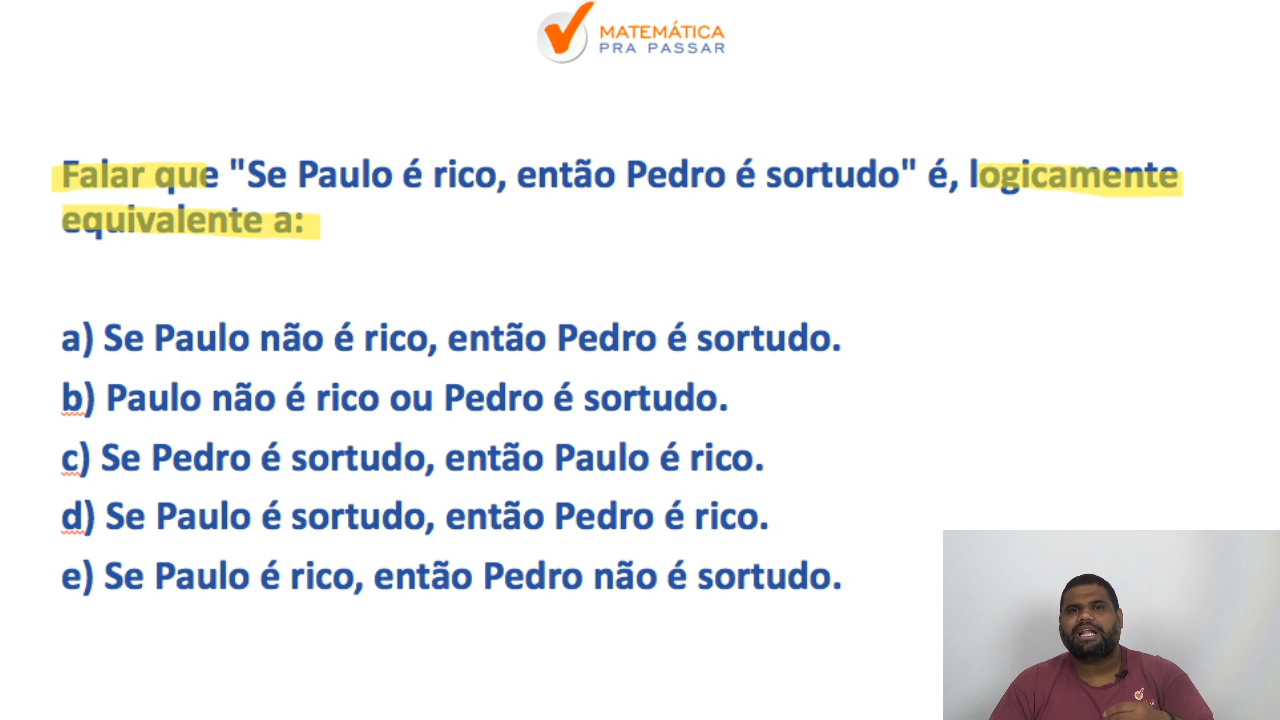 MATEMÁTICA
PRA PASSAR
Falar que "Se Paulo é rico, então Pedro é sortudo" é, logicamente
equivalente a:
a) Se Paulo não é rico, então Pedro é sortudo.
b) Paulo não é rico ou Pedro é sortudo.
c) Se Pedro é sortudo, então Paulo é rico.
d) Se Paulo é sortudo, então Pedro é rico.
e) Se Paulo é rico, então Pedro não é sortudo.